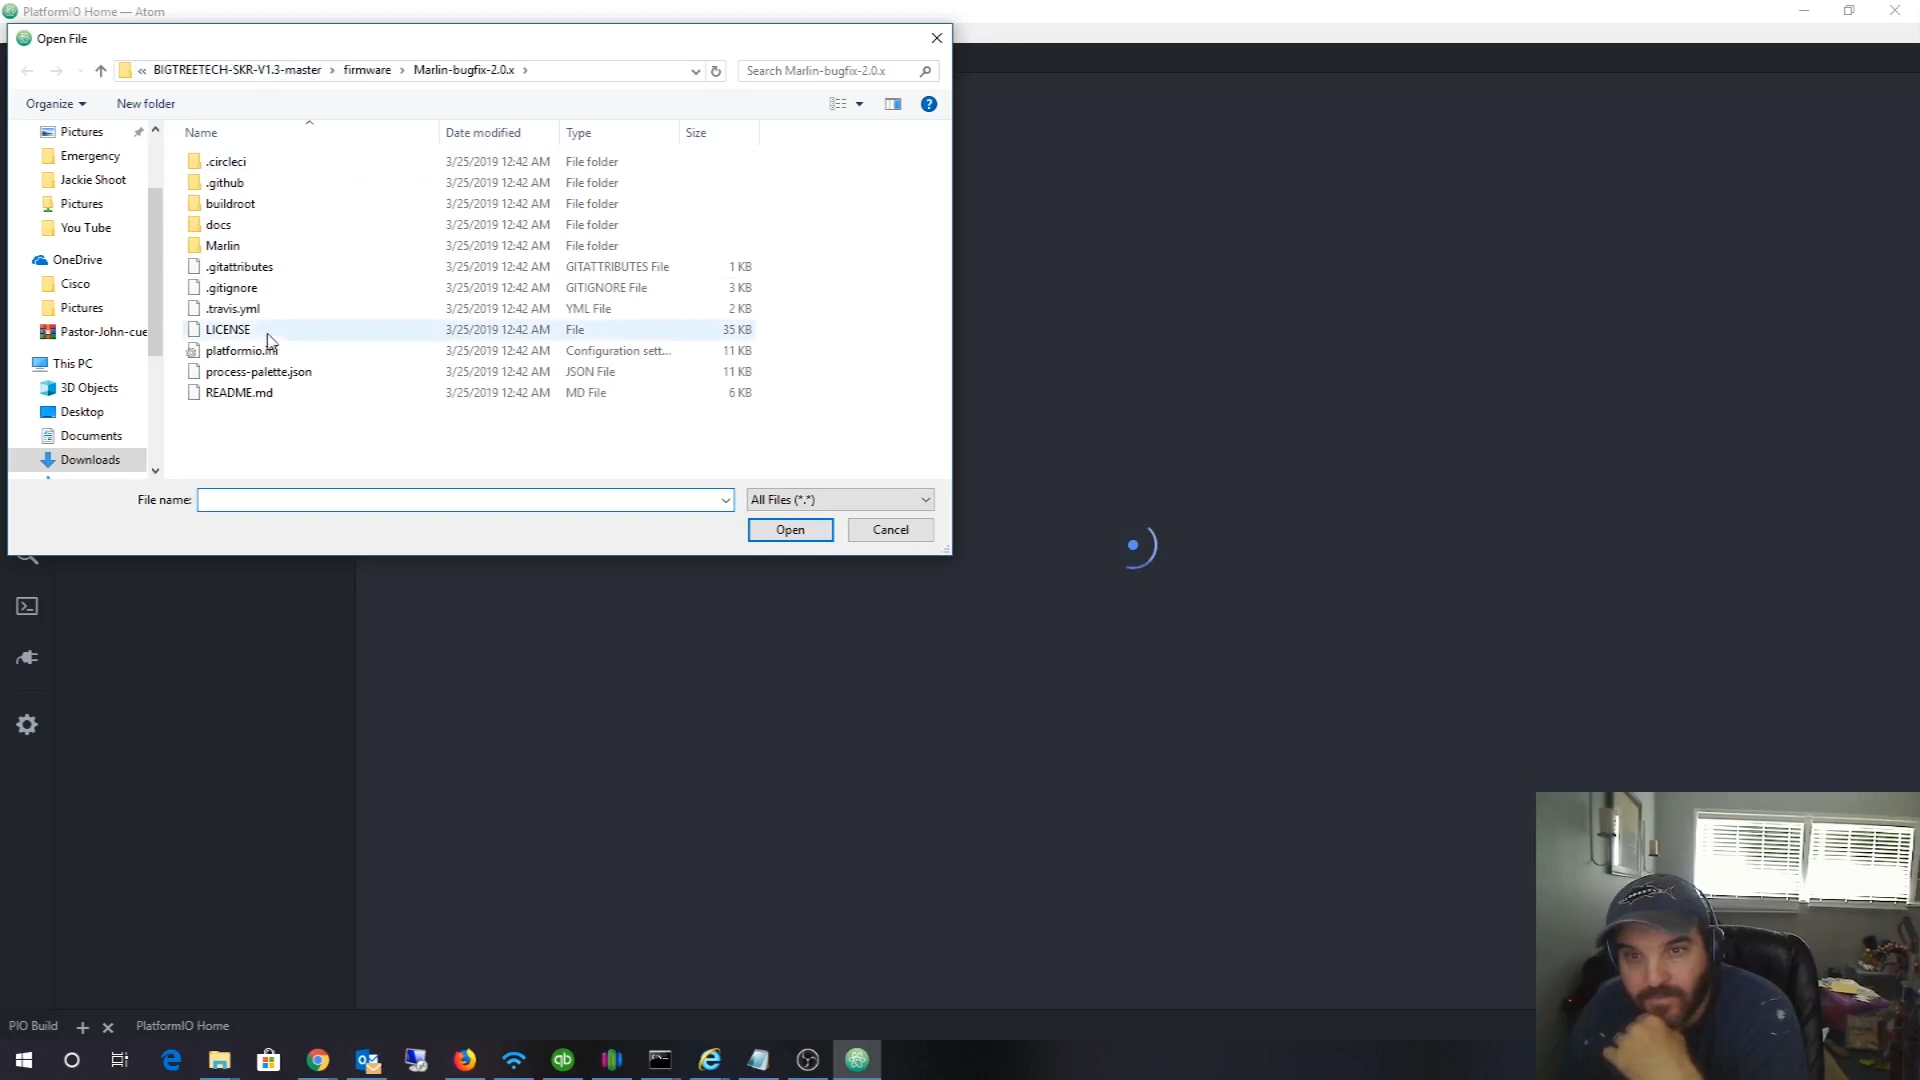 PlatformIO Home — Atom
Open File
« BIGTREETECH-SKR-V1.3-master › firmware › Marlin-bugfix-2.0.x ›
Search Marlin-bugfix-2.0.x
Organize
New folder
Name Date modified Type Size
Pictures
Emergency
Jackie Shoot
Pictures
You Tube
OneDrive
Cisco
Pictures
Pastor-John-cue
This PC
3D Objects
Desktop
Documents
Downloads
.circleci 3/25/2019 12:42 AM File folder
.github 3/25/2019 12:42 AM File folder
buildroot 3/25/2019 12:42 AM File folder
docs 3/25/2019 12:42 AM File folder
Marlin 3/25/2019 12:42 AM File folder
.gitattributes 3/25/2019 12:42 AM GITATTRIBUTES File 1 KB
.gitignore 3/25/2019 12:42 AM GITIGNORE File 3 KB
.travis.yml 3/25/2019 12:42 AM YML File 2 KB
LICENSE 3/25/2019 12:42 AM File 35 KB
platformio.ini 3/25/2019 12:42 AM Configuration sett... 11 KB
process-palette.json 3/25/2019 12:42 AM JSON File 11 KB
README.md 3/25/2019 12:42 AM MD File 6 KB
File name:
All Files (*.*)
Open
Cancel
PIO Build + × PlatformIO Home